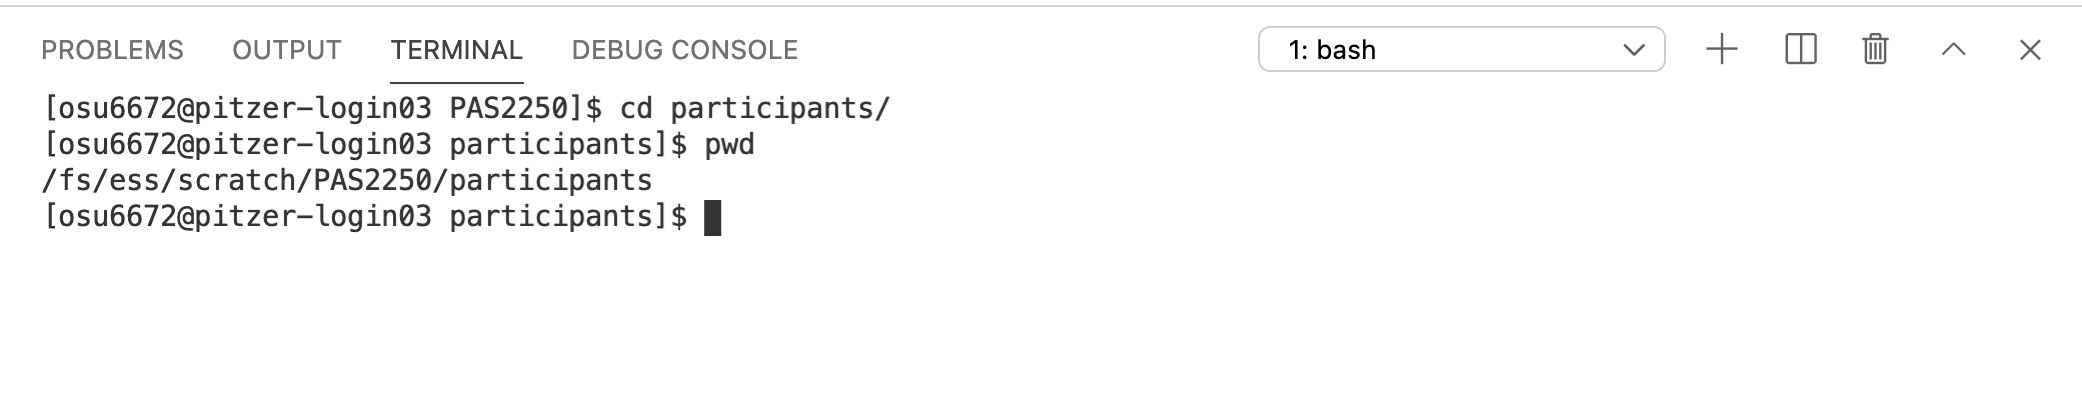 PROBLEMS OUTPUT TERMINAL DEBUG CONSOLE 1: bash
[osu6672@pitzer-login03 PAS2250]$ cd participants/
[osu6672@pitzer-login03 participants]$ pwd
/fs/ess/scratch/PAS2250/participants
[osu6672@pitzer-login03 participants]$